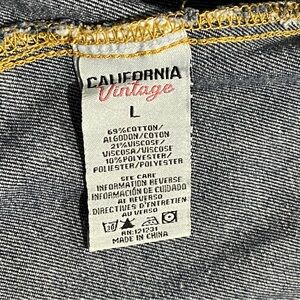 CALIFORNIA
Vintage
L
69%COTTON/
ALGODON/COTON
21%VISCOSE/
VISCOSA/VISCOSE
10%POLYESTER/
POLIESTER/POLYESTER
SEE CARE
INFORMATION REVERSE
INFORMACIÓN DE CUIDADO
AL REVERSO
DIRECTIVES D'ENTRETIEN
AU VERSO
RN:121231
MADE IN CHINA